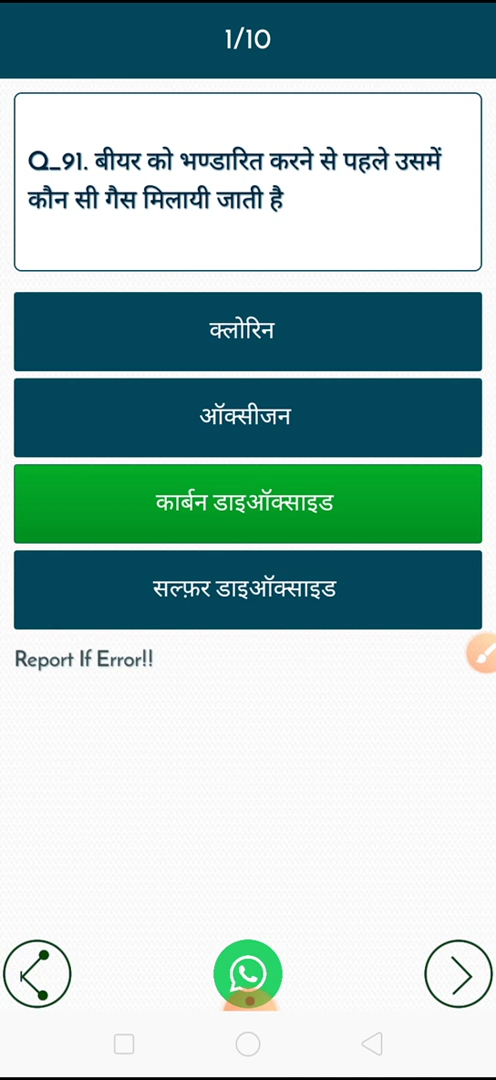 1/10
Q_91. बीयर को भण्डारित करने से पहले उसमें
कौन सी गैस मिलायी जाती है
क्लोरिन
ऑक्सीजन
कार्बन डाइऑक्साइड
सल्फ़र डाइऑक्साइड
Report If Error!!